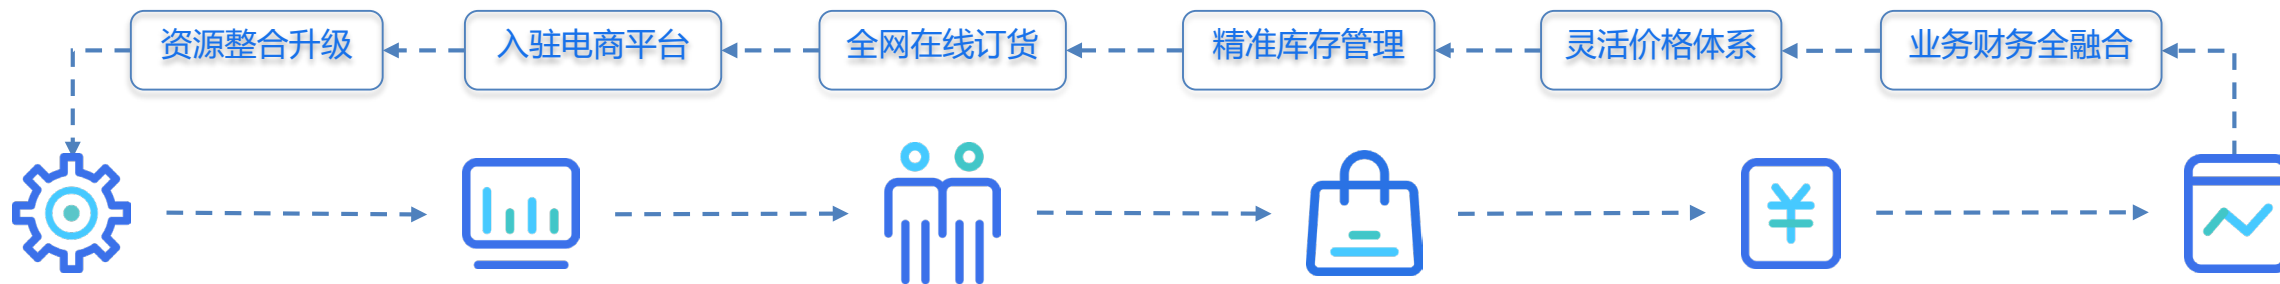 资源整合升级
入驻电商平台
全网在线订货
精准库存管理
灵活价格体系
业务财务全融合
¥